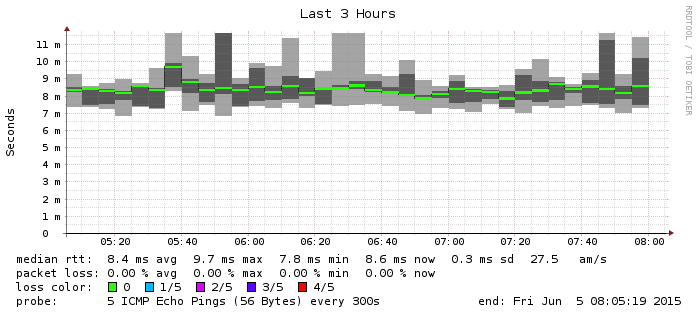 Last 3 Hours
RRDTOOL / TOBI OETIKER
Seconds
11 m
10 m
9 m
8 m
7 m
6 m
5 m
4 m
3 m
2 m
1 m
0
05:20 05:40 06:00 06:20 06:40 07:00 07:20 07:40 08:00
median rtt: 8.4 ms avg 9.7 ms max 7.8 ms min 8.6 ms now 0.3 ms sd 27.5 am/s
packet loss: 0.00 % avg 0.00 % max 0.00 % min 0.00 % now
loss color: 0 1/5 2/5 3/5 4/5
probe: 5 ICMP Echo Pings (56 Bytes) every 300s end: Fri Jun 5 08:05:19 2015